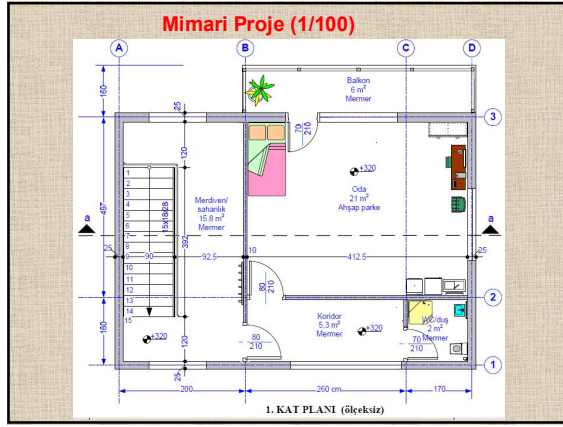 Mimari Proje (1/100)
A
B
C
D
160
25
Balkon
6 m²
Mermer
3
70
210
120
+320
Oda
21 m²
Ahşap parke
1
2
3
4
5
6
7
8
9
10
11
12
13
14
15
15x18/28
Merdiven/
sahanlık
15.8 m²
Mermer
497
392
a
a
25
90
92.5
10
412.5
25
80
210
2
Koridor
5.3 m²
Mermer
+320
WC/duş
2 m²
Mermer
160
+320
120
80
210
70
210
1
25
200
260 cm
170
1. KAT PLANI (ölçeksiz)